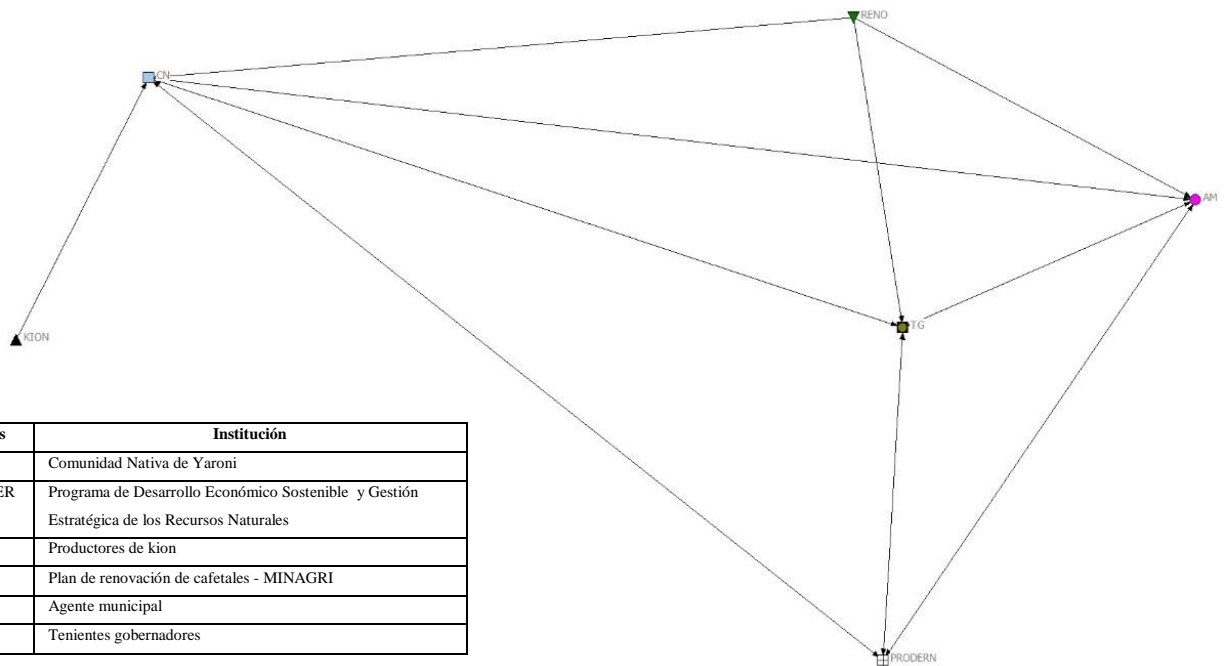 RENO
CN
AM
TG
KION
s Institución
Comunidad Nativa de Yaroni
ER Programa de Desarrollo Económico Sostenible y Gestión
Estratégica de los Recursos Naturales
Productores de kion
Plan de renovación de cafetales - MINAGRI
Agente municipal
Tenientes gobernadores
PRODERN